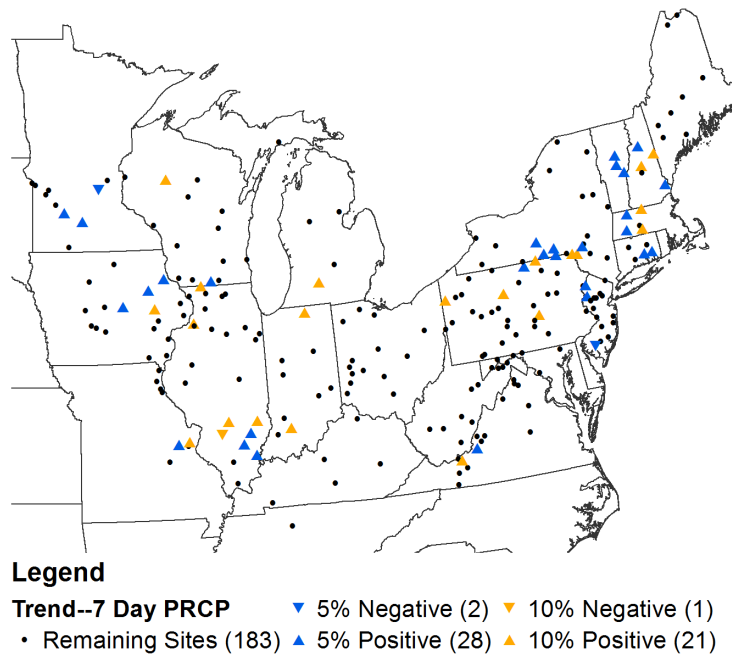 Legend
Trend--7 Day PRCP ▼ 5% Negative (2) ▼ 10% Negative (1)
• Remaining Sites (183) ▲ 5% Positive (28) ▲ 10% Positive (21)